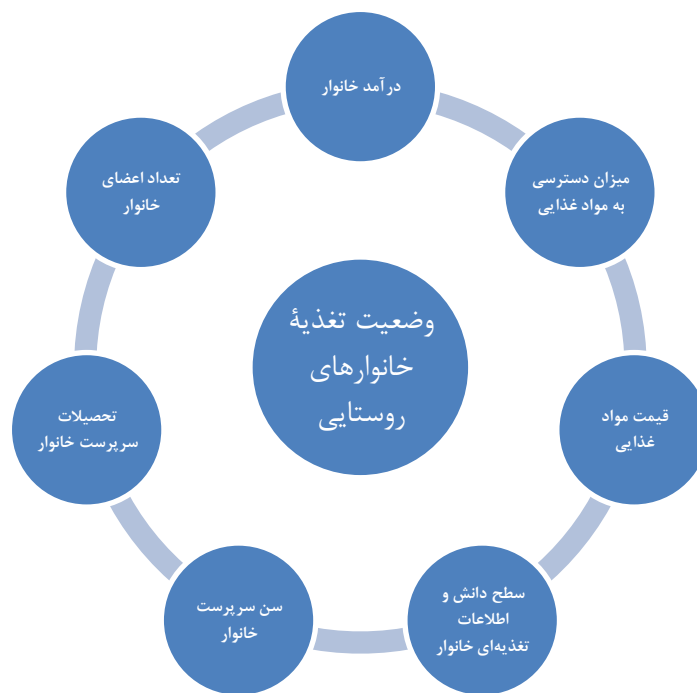 درآمد خانوار
میزان دسترسی
به مواد غذایی
قیمت مواد
غذایی
سطح دانش و
اطلاعات
تغذیه‌ای خانوار
سن سرپرست
خانوار
تحصیلات
سرپرست خانوار
تعداد اعضای
خانوار
وضعیت تغذیۀ
خانوارهای
روستایی